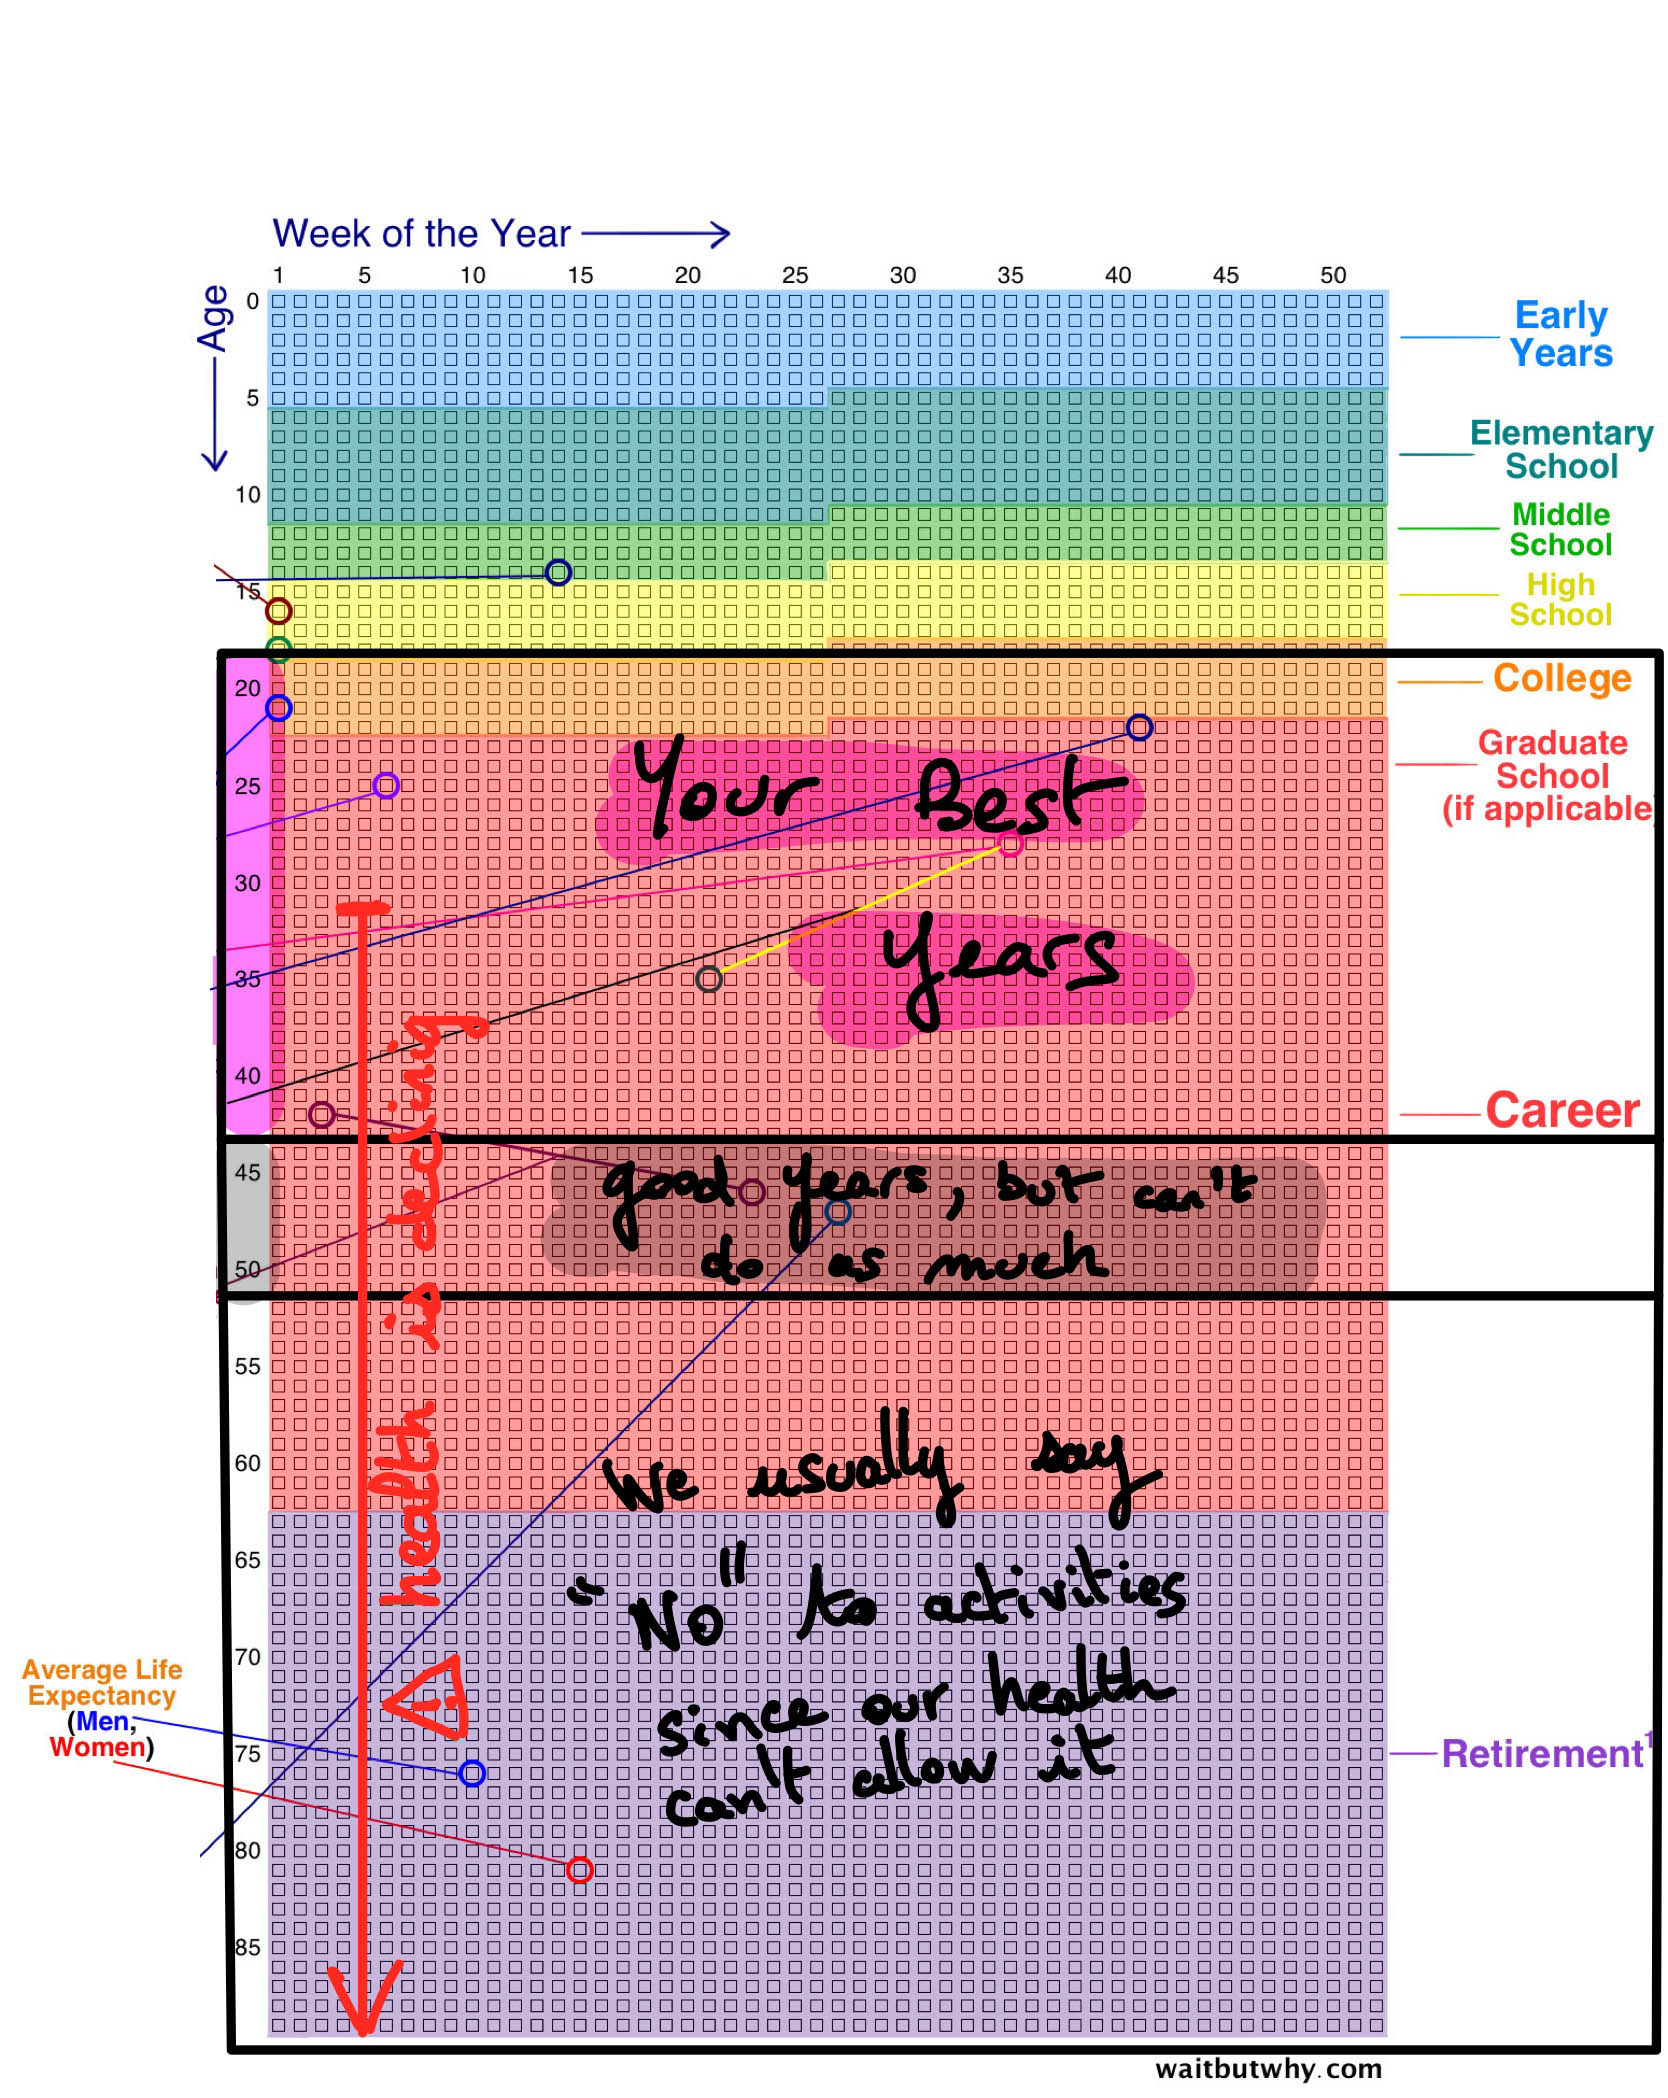 Week of the Year
1 5 10 15 20 25 30 35 40 45 50
Age
0
5
10
15
20
25
30
35
40
45
50
55
60
65
70
75
80
85
Early
Years
Elementary
School
Middle
School
High
School
College
Graduate
School
(if applicable)
Career
Retirement¹
Your Best
years
good years, but can't
do as much
We usually say
"No" to activities
since our health
can't allow it
health is decling
!
Average Life
Expectancy
(Men,
Women)
waitbutwhy.com